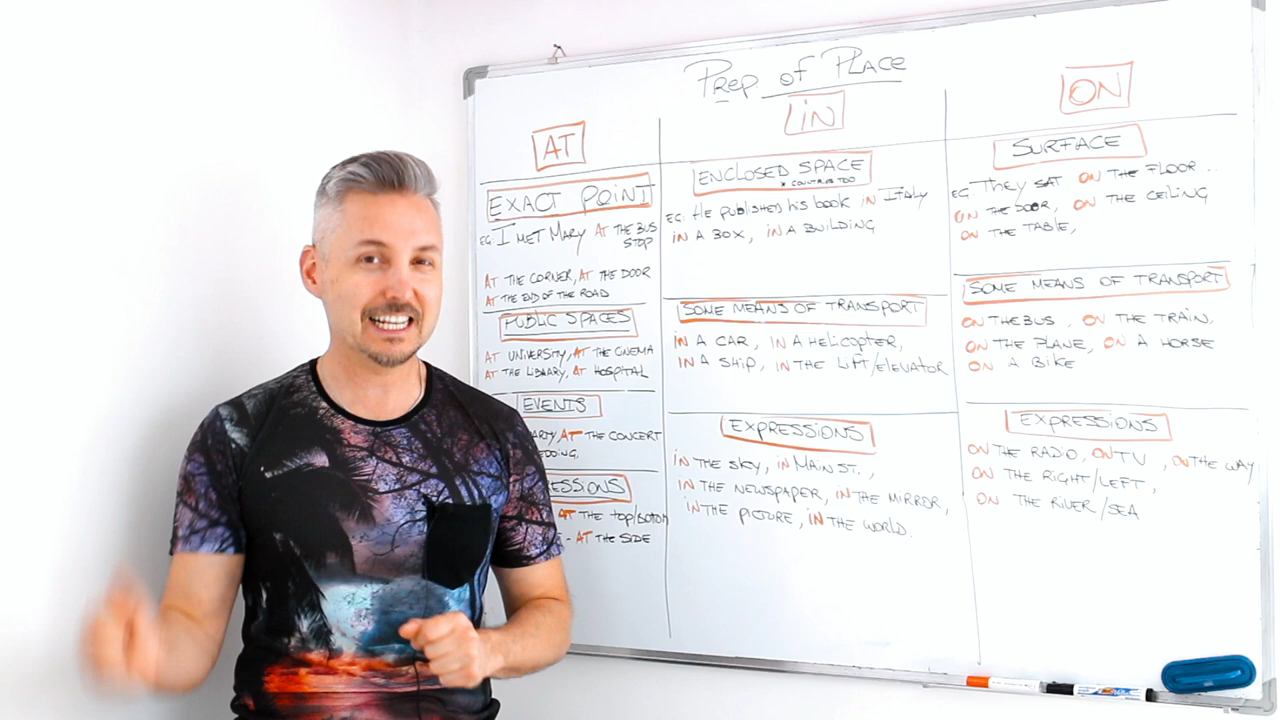 Prep of PLACE
AT
EXACT POINT
EG: I MET MARY AT THE BUS
STOP
AT THE CORNER, AT THE DOOR
AT THE END OF THE ROAD
PUBLIC SPACES
AT UNIVERSITY, AT THE CINEMA
AT THE LIBRARY, AT HOSPITAL
EVENTS
ARTY, AT THE CONCERT
EDDING,
ESSIONS
AT THE TOP/BOTTOM
- AT THE SIDE
IN
ENCLOSED SPACE
* COUNTRIES TOO
EG: He published his book IN ITALY
IN A BOX, IN A BUILDING
SOME MEANS OF TRANSPORT
IN A CAR, IN A HELICOPTER,
IN A SHIP, IN THE LIFT/ELEVATOR
EXPRESSIONS
IN THE SKY, IN MAIN ST.,
IN THE NEWSPAPER, IN THE MIRROR,
IN THE PICTURE, IN THE WORLD.
ON
SURFACE
EG. They SAT ON THE FLOOR...
ON THE DOOR, ON THE CEILING
ON THE TABLE,
SOME MEANS OF TRANSPORT
ON THE BUS, ON THE TRAIN,
ON THE PLANE, ON A HORSE
ON A BIKE
EXPRESSIONS
ON THE RADIO, ON TV, ON THE WAY
ON THE RIGHT/LEFT,
ON THE RIVER/SEA